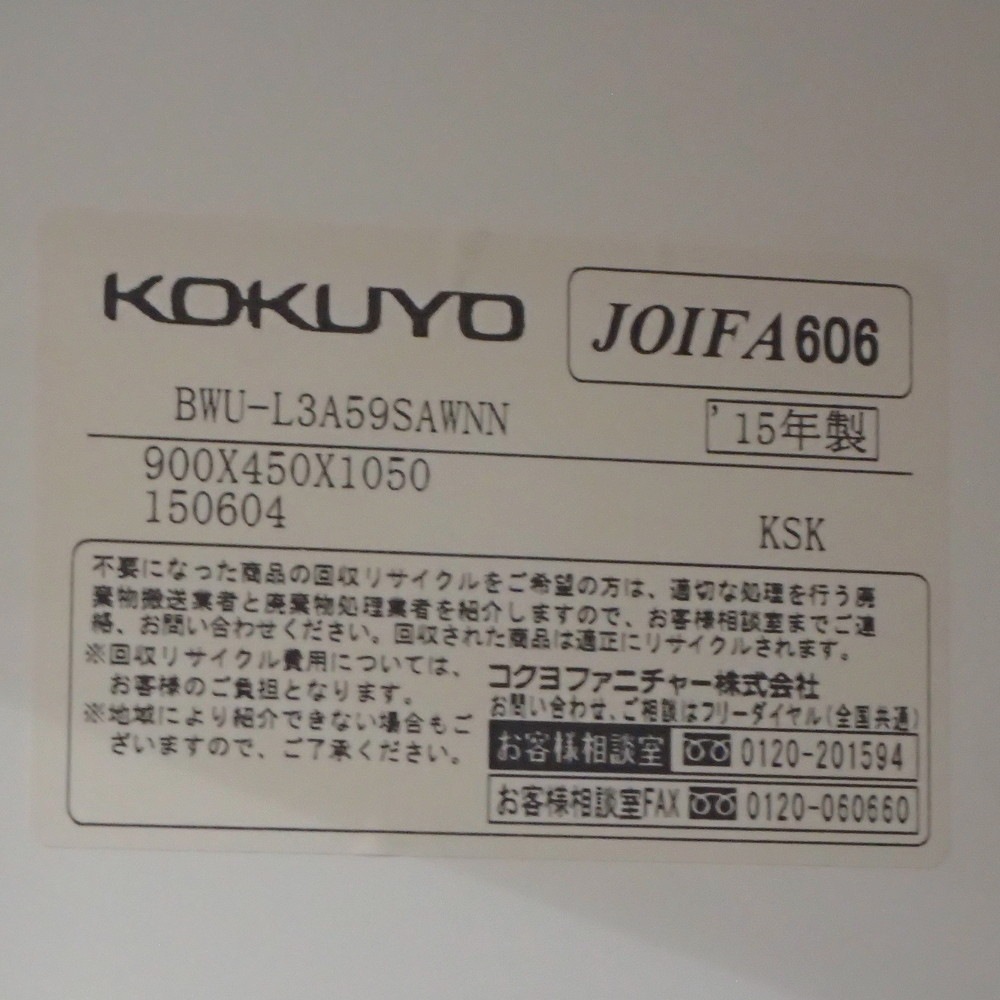 KOKUYO
JOIFA606
BWU-L3A59SAWNN
'15年製
900X450X1050
150604
KSK
不要になった商品の回収リサイクルをご希望の方は、適切な処理を行う廃
棄物搬送業者と廃棄物処理業者を紹介しますので、お客様相談室までご連
絡、お問い合わせください。回収された商品は適正にリサイクルされます。
※回収リサイクル費用については、
お客様のご負担となります。
※地域により紹介できない場合もご
ざいますので、ご了承ください。
コクヨファニチャー株式会社
お問い合わせ、ご相談はフリーダイヤル(全国共通)
お客様相談室 0120-201594
お客様相談室FAX 0120-060660